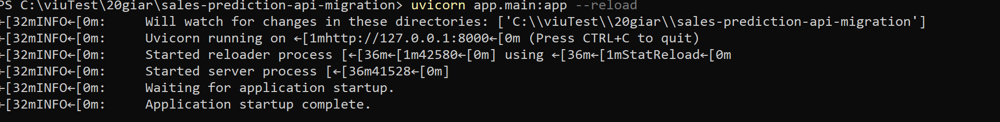 PS C:\viuTest\20giar\sales-prediction-api-migration> uvicorn app.main:app --reload
←[32mINFO←[0m:     Will watch for changes in these directories: ['C:\\viuTest\\20giar\\sales-prediction-api-migration']
←[32mINFO←[0m:     Uvicorn running on ←[1mhttp://127.0.0.1:8000←[0m (Press CTRL+C to quit)
←[32mINFO←[0m:     Started reloader process [←[36m←[1m42580←[0m] using ←[36m←[1mStatReload←[0m
←[32mINFO←[0m:     Started server process [←[36m41528←[0m]
←[32mINFO←[0m:     Waiting for application startup.
←[32mINFO←[0m:     Application startup complete.